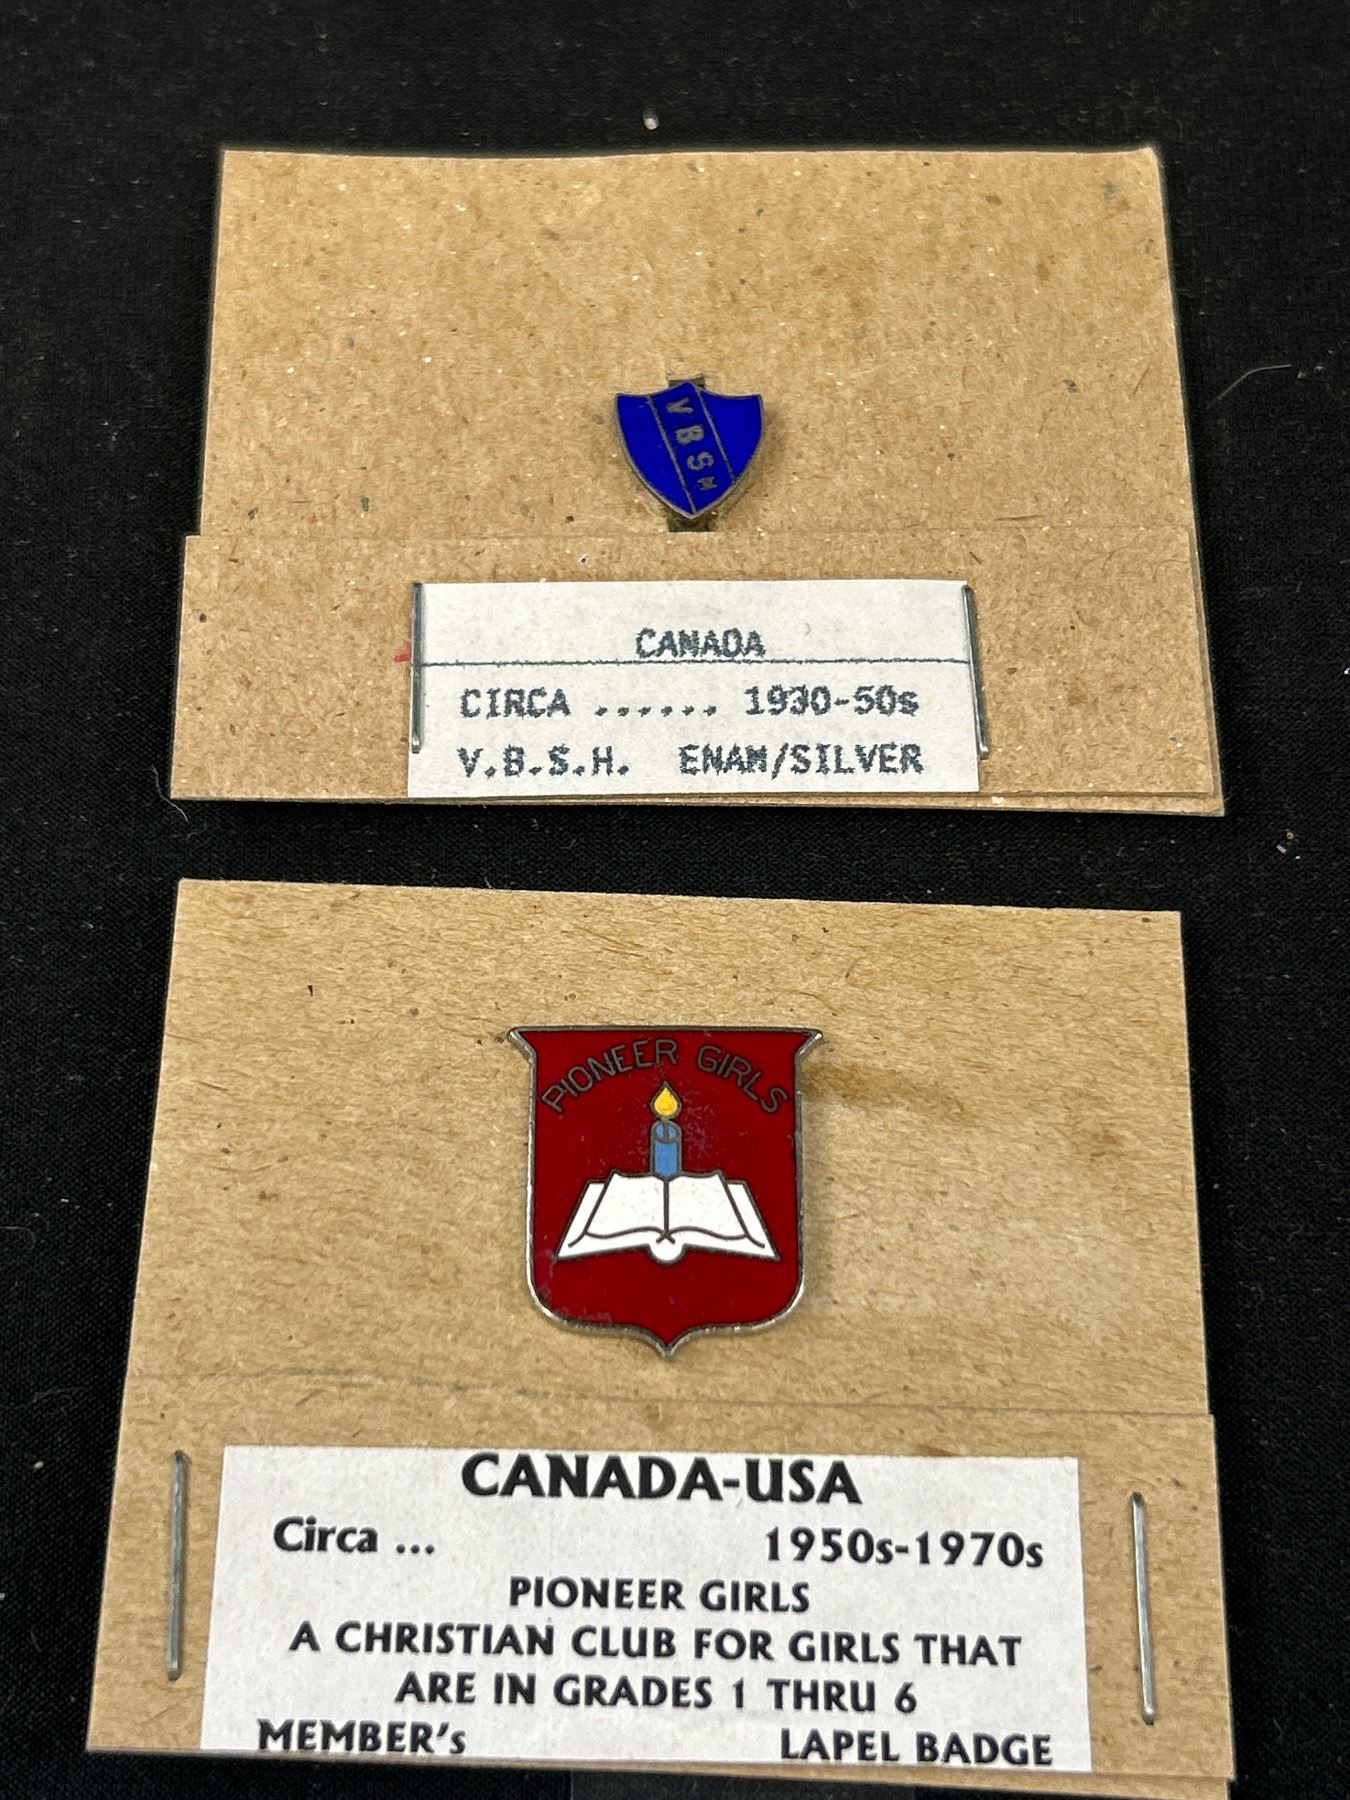 V B S H
CANADA
CIRCA ...... 1930-50s
V.B.S.H. ENAM/SILVER
PIONEER GIRLS
CANADA-USA
Circa ... 1950s-1970s
PIONEER GIRLS
A CHRISTIAN CLUB FOR GIRLS THAT
ARE IN GRADES 1 THRU 6
MEMBER's LAPEL BADGE